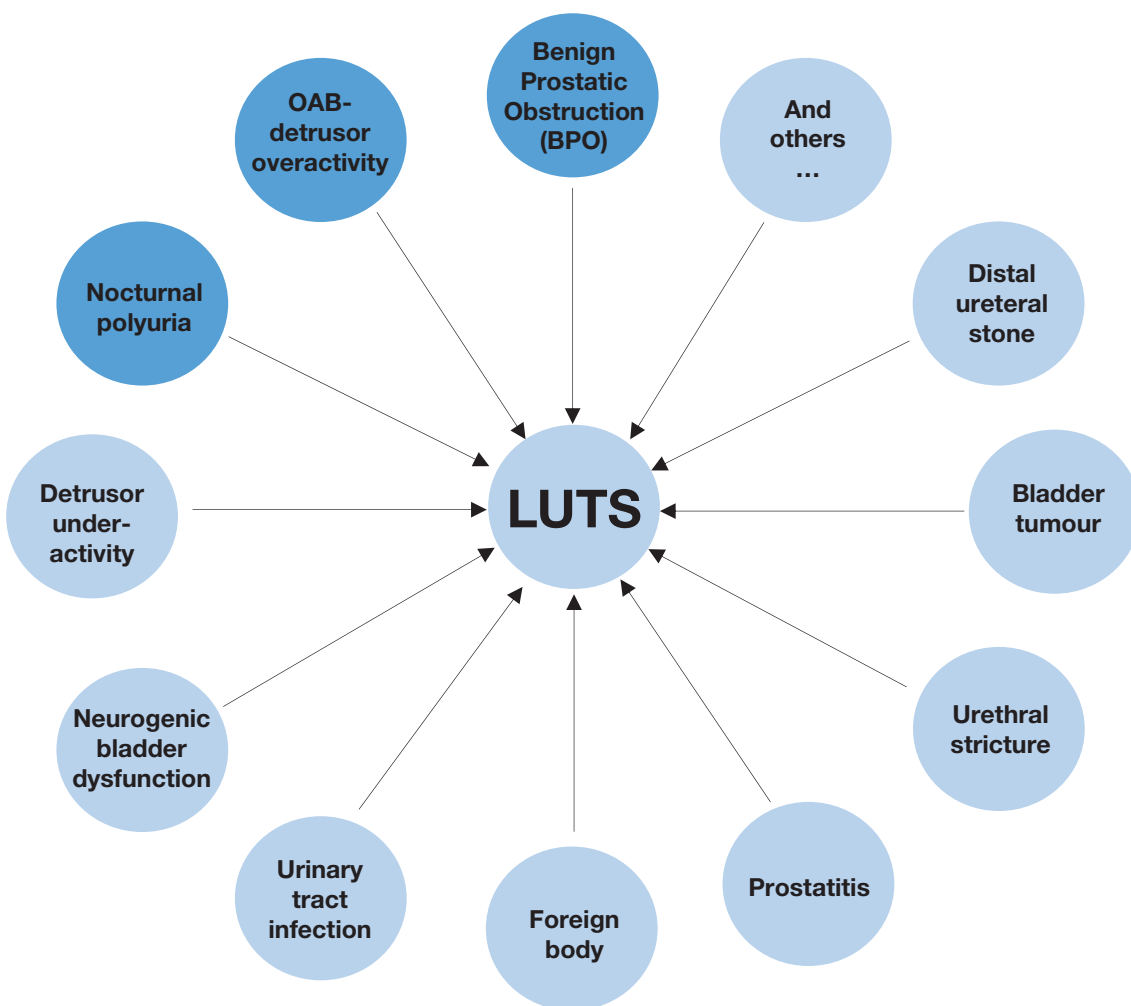 Benign
Prostatic
Obstruction
(BPO)
And
others
...
Distal
ureteral
stone
Bladder
tumour
Urethral
stricture
Prostatitis
Foreign
body
Urinary
tract
infection
Neurogenic
bladder
dysfunction
Detrusor
under-
activity
Nocturnal
polyuria
OAB-
detrusor
overactivity
LUTS